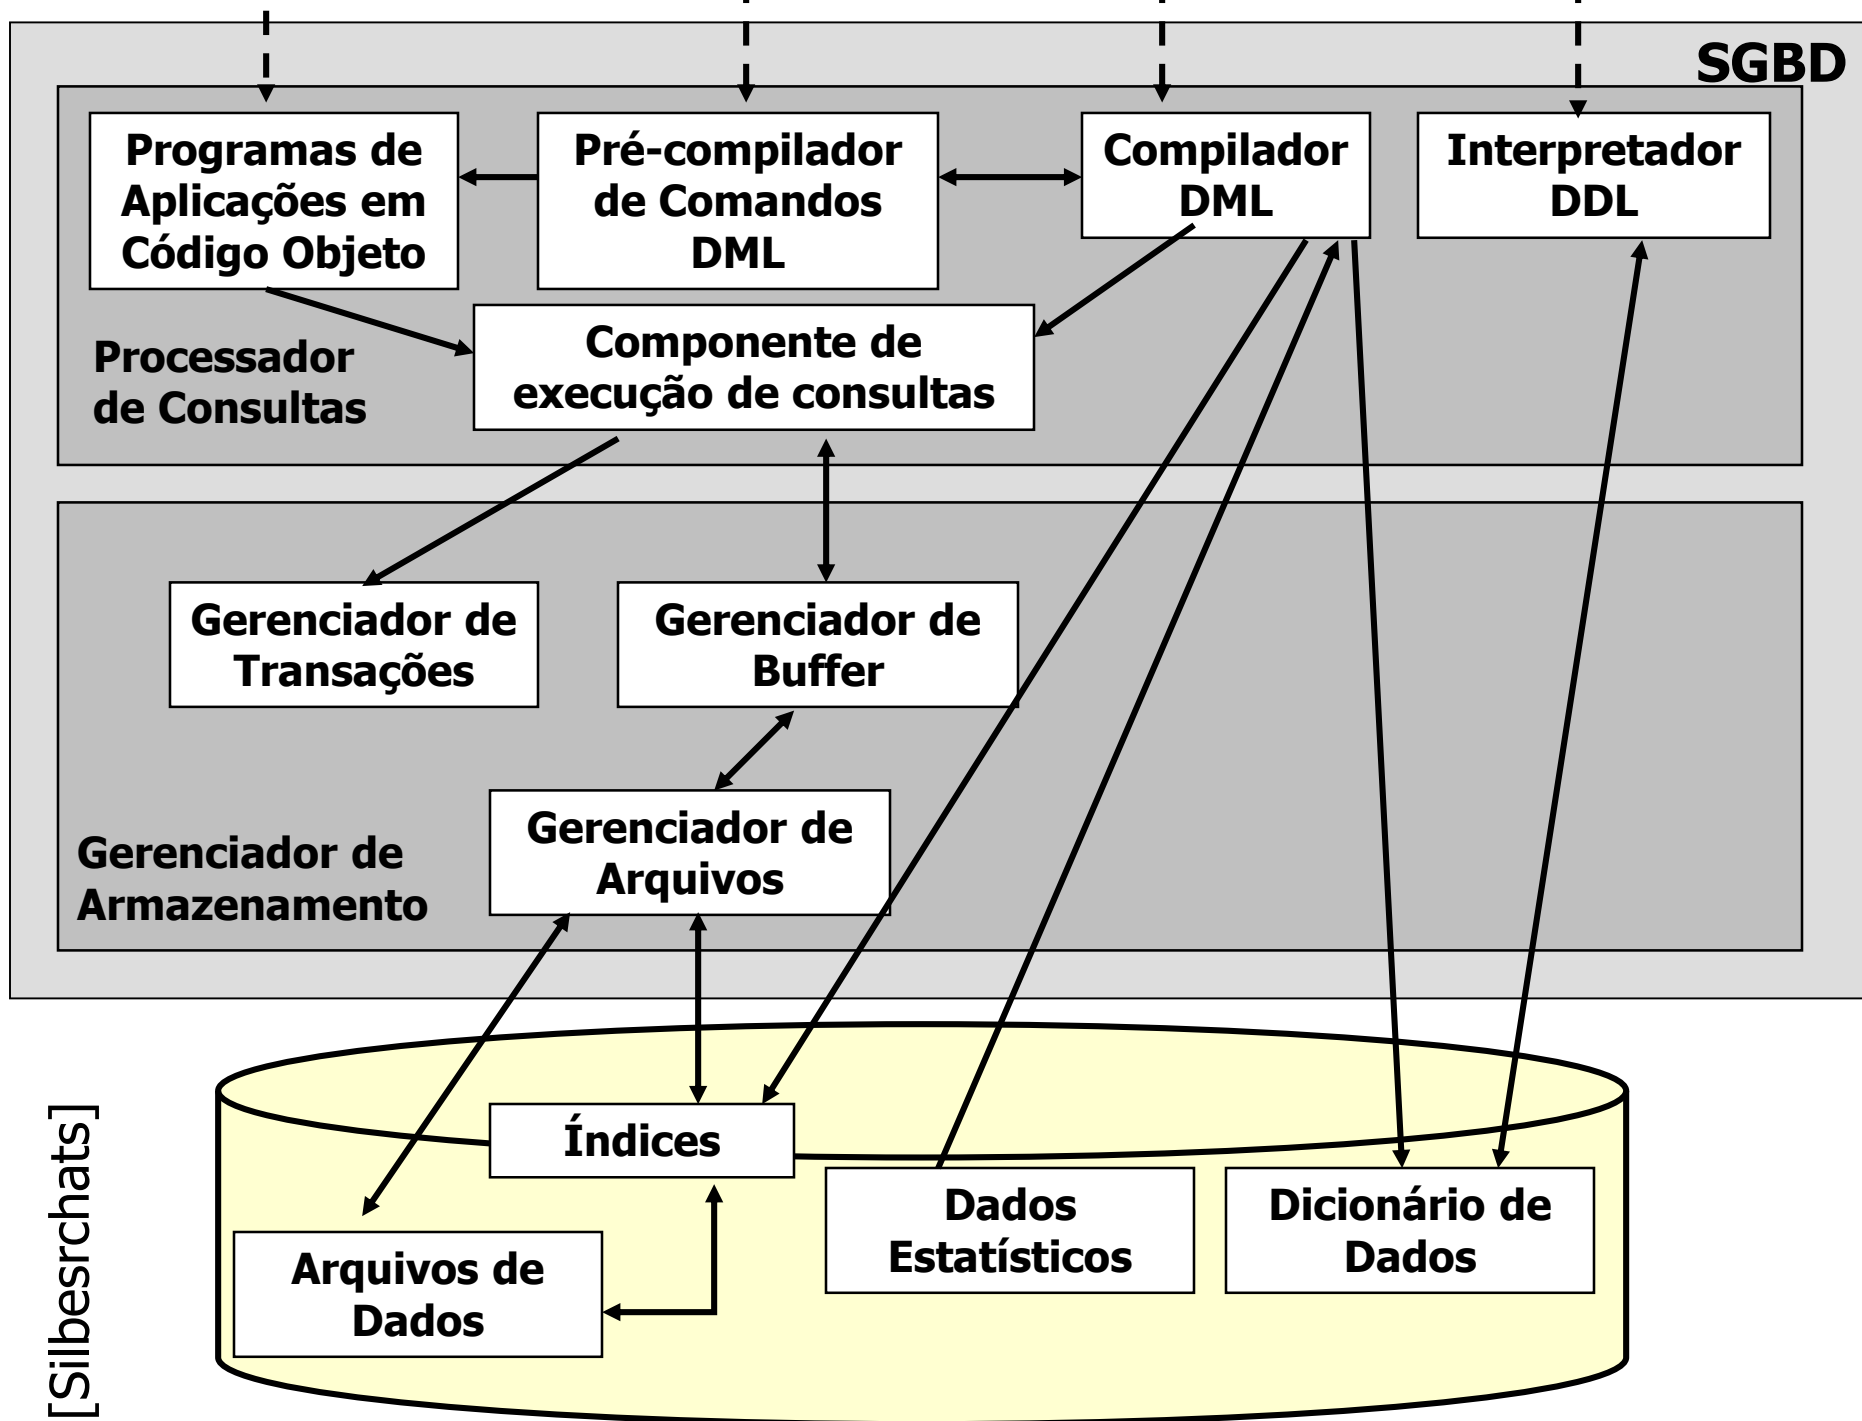 SGBD
Programas de
Aplicações em
Código Objeto
Pré-compilador
de Comandos
DML
Compilador
DML
Interpretador
DDL
Processador
de Consultas
Componente de
execução de consultas
Gerenciador de
Transações
Gerenciador de
Buffer
Gerenciador de
Armazenamento
Gerenciador de
Arquivos
Índices
Arquivos de
Dados
Dados
Estatísticos
Dicionário de
Dados
[Silbesrchats]